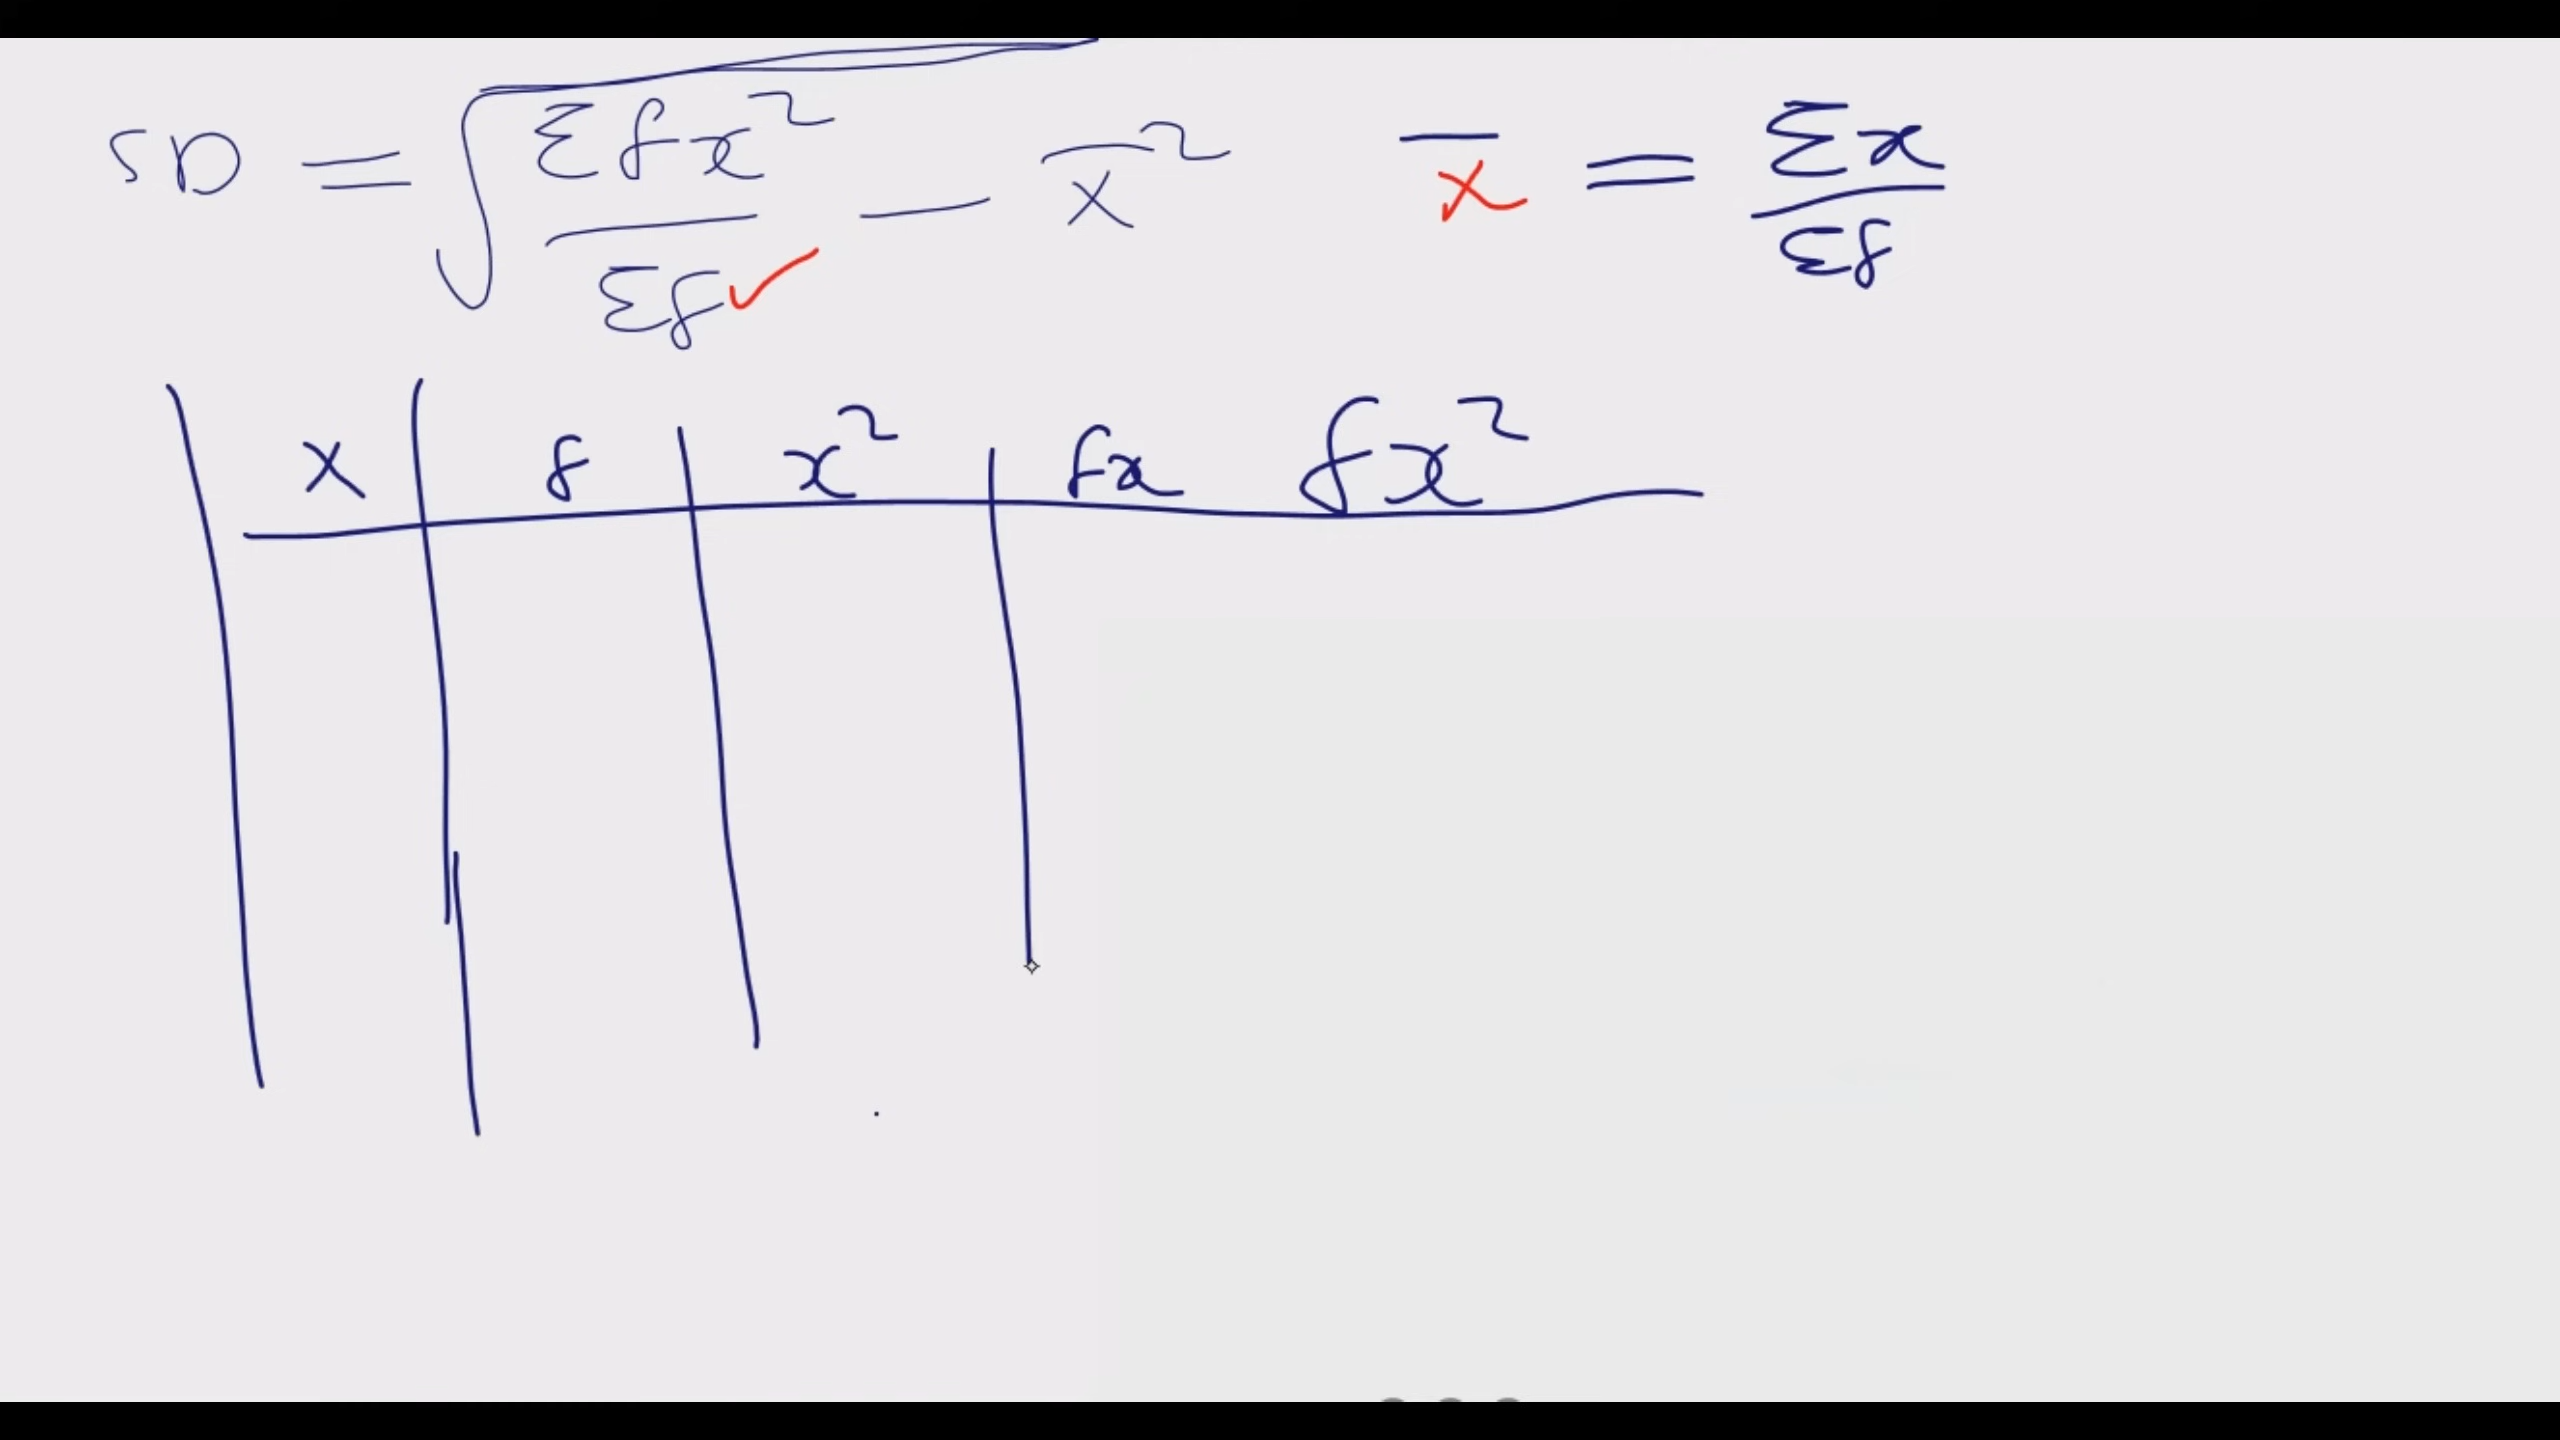 SD = √(Σfx²/Σf ✓ − x̄²) x̄ = Σx/Σf
x f x² fx fx²